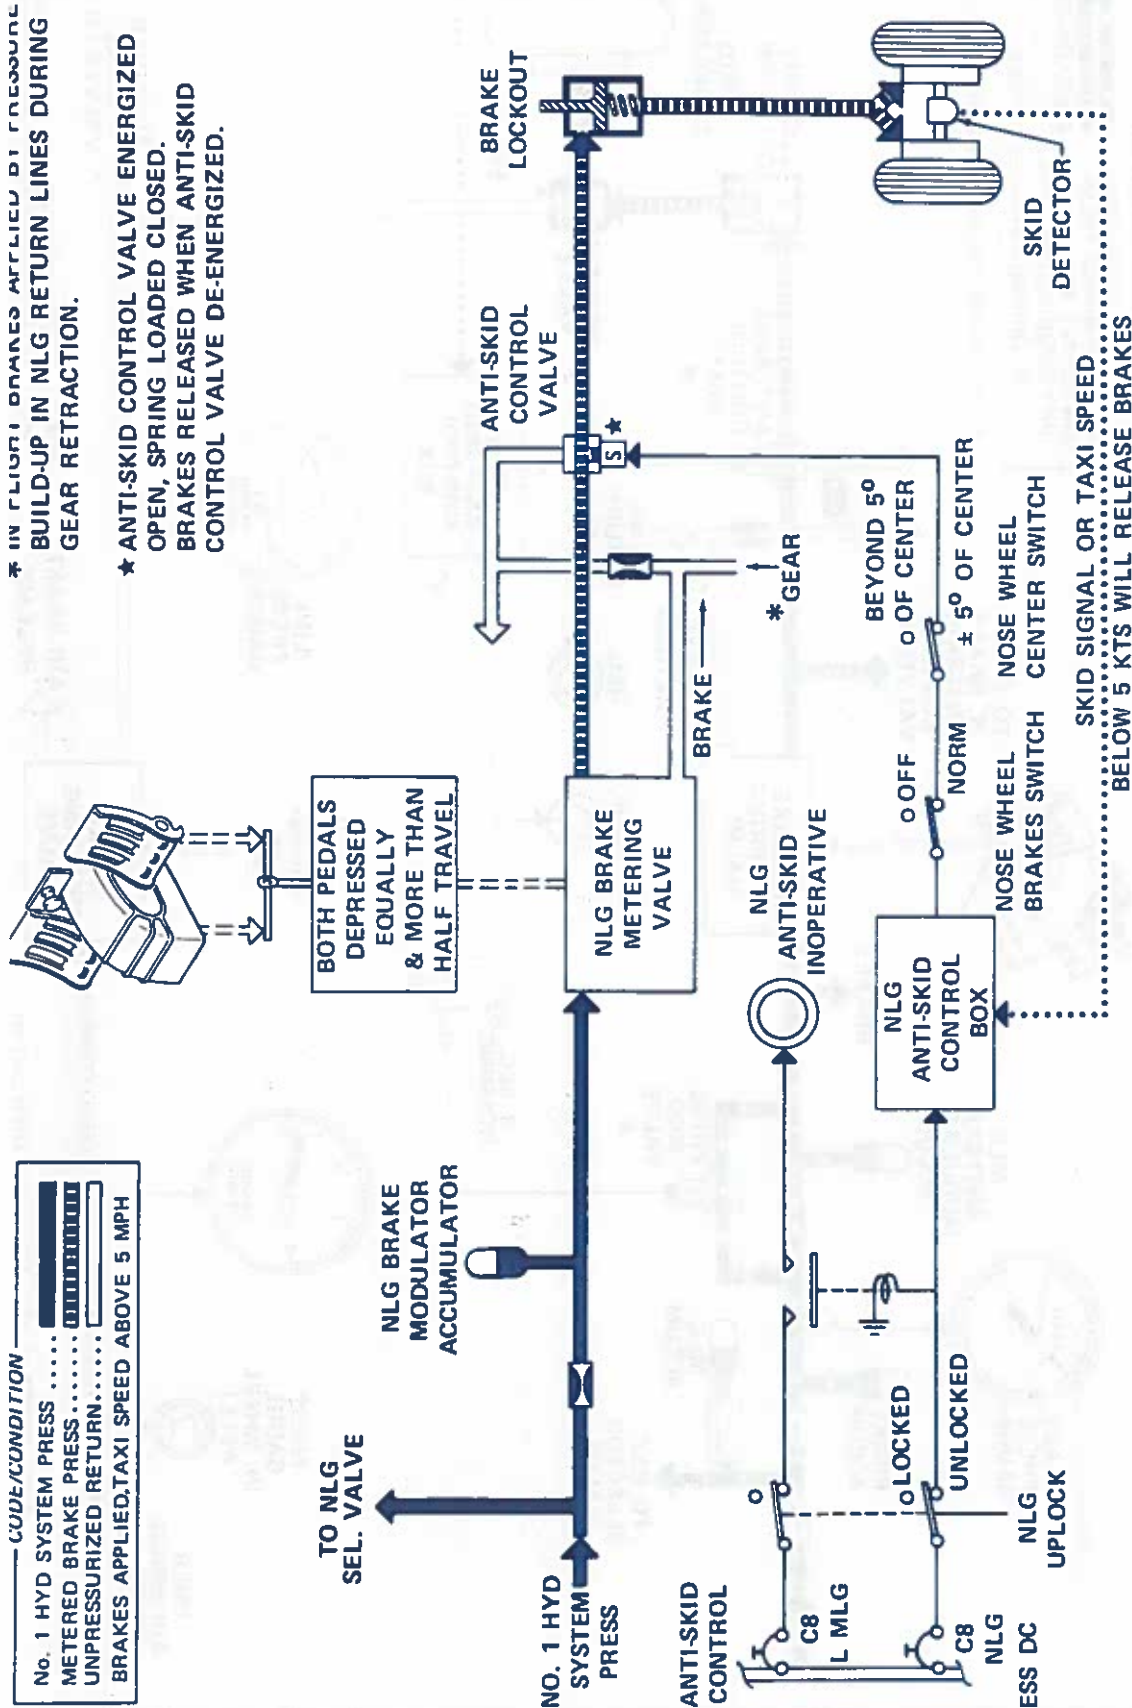 CODE/CONDITION
No. 1 HYD SYSTEM PRESS .....
METERED BRAKE PRESS .......
UNPRESSURIZED RETURN......
BRAKES APPLIED, TAXI SPEED ABOVE 5 MPH
* IN FLIGHT BRAKES APPLIED BY PRESSURE
BUILD-UP IN NLG RETURN LINES DURING
GEAR RETRACTION.
★ ANTI-SKID CONTROL VALVE ENERGIZED
OPEN, SPRING LOADED CLOSED.
BRAKES RELEASED WHEN ANTI-SKID
CONTROL VALVE DE-ENERGIZED.
TO NLG
SEL. VALVE
NLG BRAKE
MODULATOR
ACCUMULATOR
BOTH PEDALS
DEPRESSED
EQUALLY
& MORE THAN
HALF TRAVEL
ANTI-SKID
CONTROL
VALVE
BRAKE
LOCKOUT
NO. 1 HYD
SYSTEM
PRESS
NLG BRAKE
METERING
VALVE
S
★
BRAKE
*
GEAR
SKID
DETECTOR
ANTI-SKID
CONTROL
C8
L MLG
NLG
ANTI-SKID
INOPERATIVE
LOCKED
UNLOCKED
NLG
UPLOCK
C8
NLG
ESS DC
NLG
ANTI-SKID
CONTROL
BOX
OFF
NORM
NOSE WHEEL
BRAKES SWITCH
BEYOND 5°
OF CENTER
± 5° OF CENTER
NOSE WHEEL
CENTER SWITCH
SKID SIGNAL OR TAXI SPEED
BELOW 5 KTS WILL RELEASE BRAKES